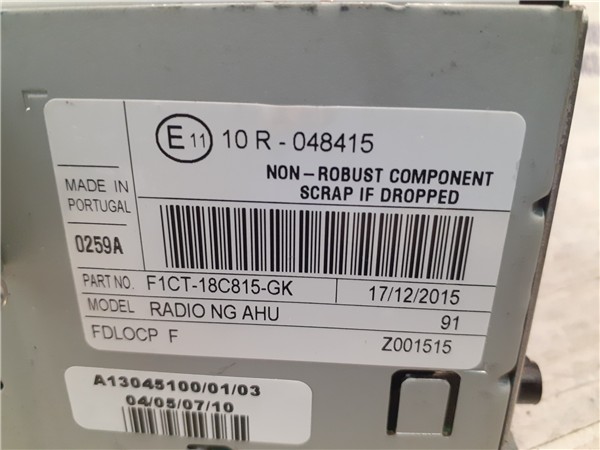 E 11 10 R - 048415
NON-ROBUST COMPONENT
SCRAP IF DROPPED
MADE IN
PORTUGAL
0259A
PART NO. F1CT-18C815-GK 17/12/2015
MODEL RADIO NG AHU 91
FDLOCP F Z001515
A13045100/01/03
04/05/07/10